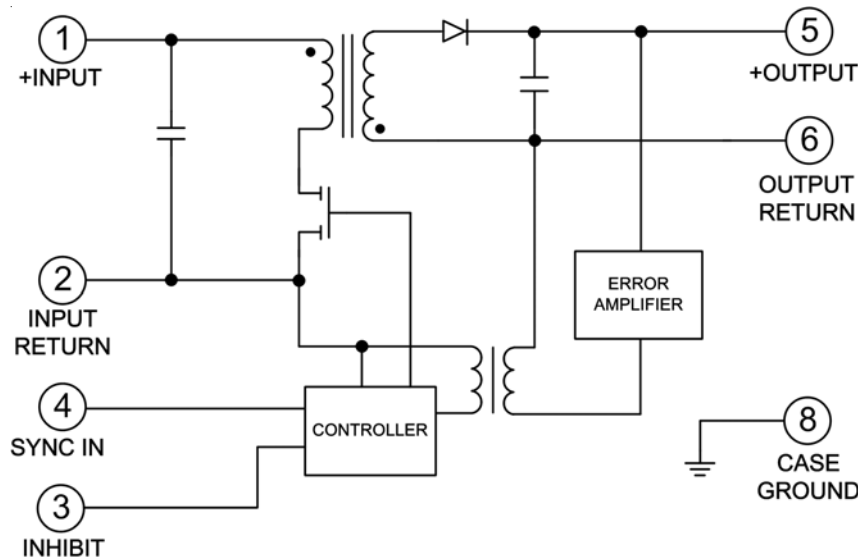 1
+INPUT
5
+OUTPUT
6
OUTPUT
RETURN
2
INPUT
RETURN
ERROR
AMPLIFIER
4
SYNC IN
CONTROLLER
8
CASE
GROUND
3
INHIBIT